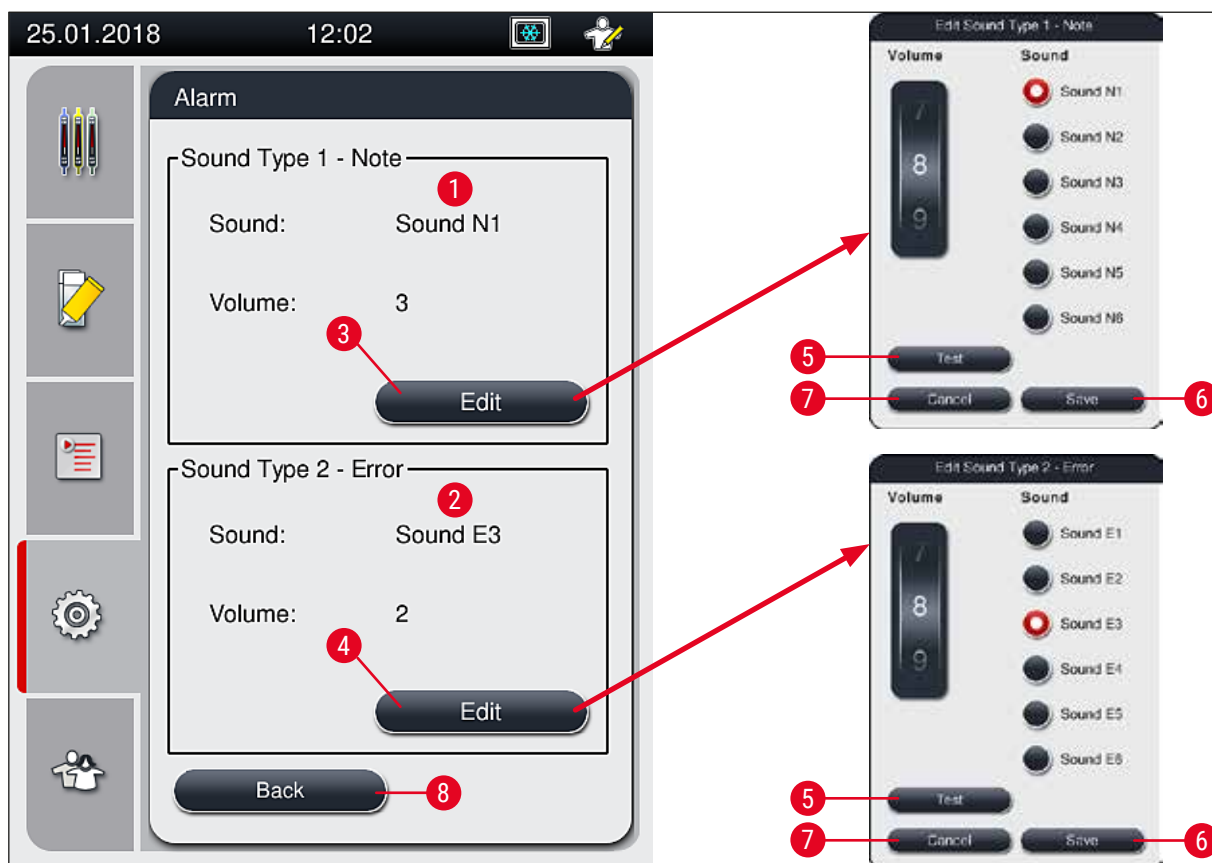 25.01.2018 12:02
Alarm
Sound Type 1 - Note
1
Sound: Sound N1
Volume: 3
3
Edit
Sound Type 2 - Error
2
Sound: Sound E3
Volume: 2
4
Edit
Back
8
Edit Sound Type 1 - Note
Volume Sound
7
8
9
Sound N1
Sound N2
Sound N3
Sound N4
Sound N5
Sound N6
5 Test
7 Cancel Save 6
Edit Sound Type 2 - Error
Volume Sound
7
8
9
Sound E1
Sound E2
Sound E3
Sound E4
Sound E5
Sound E6
5 Test
7 Cancel Save 6